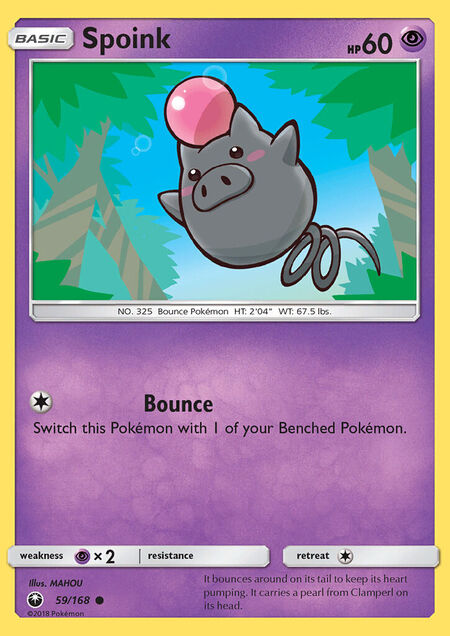 BASIC Spoink HP60
NO. 325 Bounce Pokémon HT: 2'04" WT: 67.5 lbs.
Bounce
Switch this Pokémon with 1 of your Benched Pokémon.
weakness ×2 resistance retreat
Illus. MAHOU
59/168
©2018 Pokémon
It bounces around on its tail to keep its heart
pumping. It carries a pearl from Clamperl on
its head.